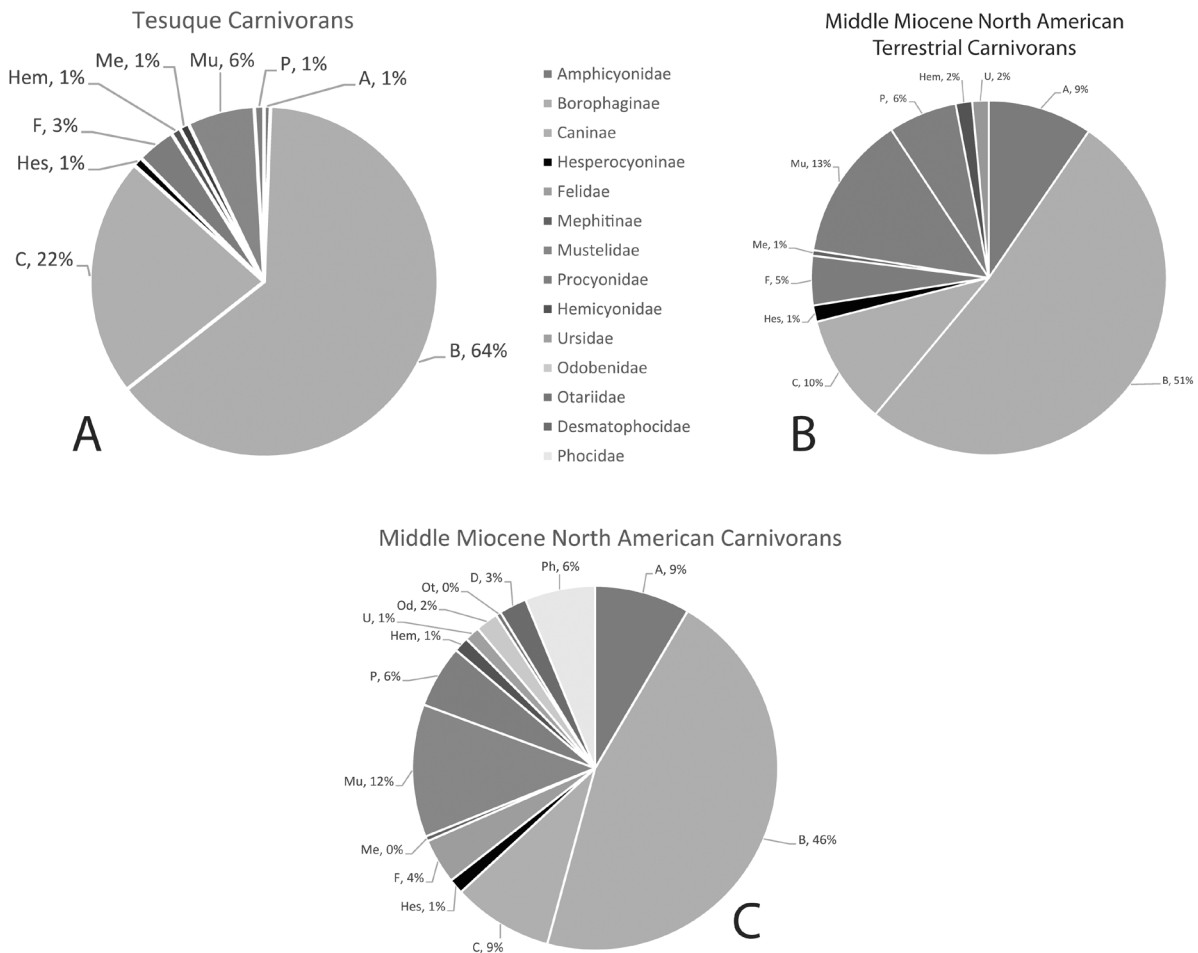 Tesuque Carnivorans
Hem, 1%
Me, 1%
Mu, 6%
P, 1%
A, 1%
F, 3%
Hes, 1%
C, 22%
B, 64%
A
Amphicyonidae
Borophaginae
Caninae
Hesperocyoninae
Felidae
Mephitinae
Mustelidae
Procyonidae
Hemicyonidae
Ursidae
Odobenidae
Otariidae
Desmatophocidae
Phocidae
Middle Miocene North American
Terrestrial Carnivorans
Hem, 2%
U, 2%
P, 6%
A, 9%
Mu, 13%
Me, 1%
F, 5%
Hes, 1%
C, 10%
B, 51%
B
Middle Miocene North American Carnivorans
Ph, 6%
D, 3%
Ot, 0%
Od, 2%
U, 1%
Hem, 1%
A, 9%
P, 6%
Mu, 12%
Me, 0%
F, 4%
Hes, 1%
C, 9%
B, 46%
C